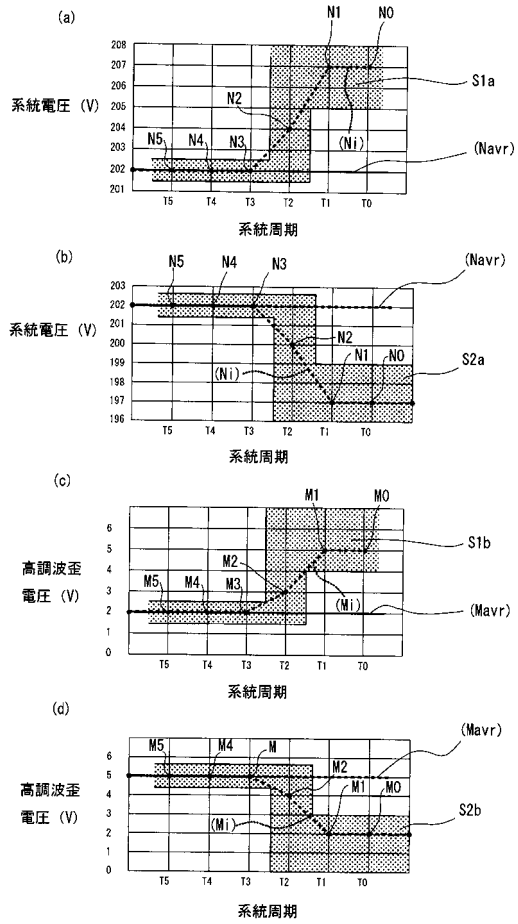 (a)
N1
N0
208
207
206
205
204
203
202
201
系統電圧 (V)
N2
N5
N4
N3
S1a
(Ni)
(Navr)
T5
T4
T3
T2
T1
T0
系統周期
(b)
N5
N4
N3
(Navr)
203
202
201
200
199
198
197
196
系統電圧 (V)
N2
(Ni)
N1
N0
S2a
T5
T4
T3
T2
T1
T0
系統周期
(c)
M1
M0
6
5
4
3
2
1
0
高調波歪
電圧 (V)
M2
M5
M4
M3
S1b
(Mi)
(Mavr)
T5
T4
T3
T2
T1
T0
系統周期
(d)
(Mavr)
6
5
4
3
2
1
0
高調波歪
電圧 (V)
M5
M4
M
M2
(Mi)
M1
M0
S2b
T5
T4
T3
T2
T1
T0
系統周期